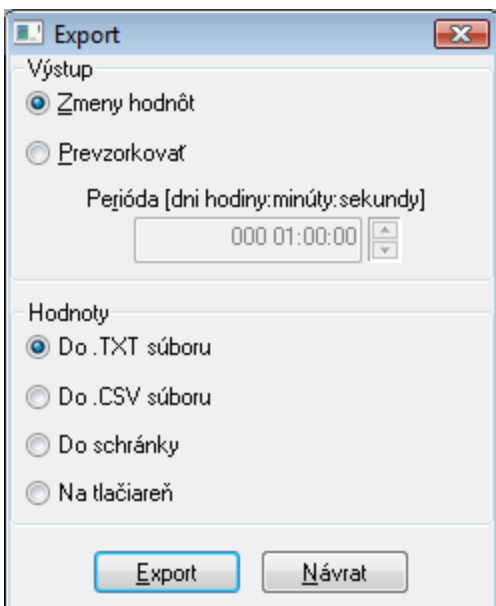 Export
Výstup
Zmeny hodnôt
Prevzorkovať
Perióda [dni hodiny:minúty:sekundy]
000 01:00:00
Hodnoty
Do .TXT súboru
Do .CSV súboru
Do schránky
Na tlačiareň
Export
Návrat